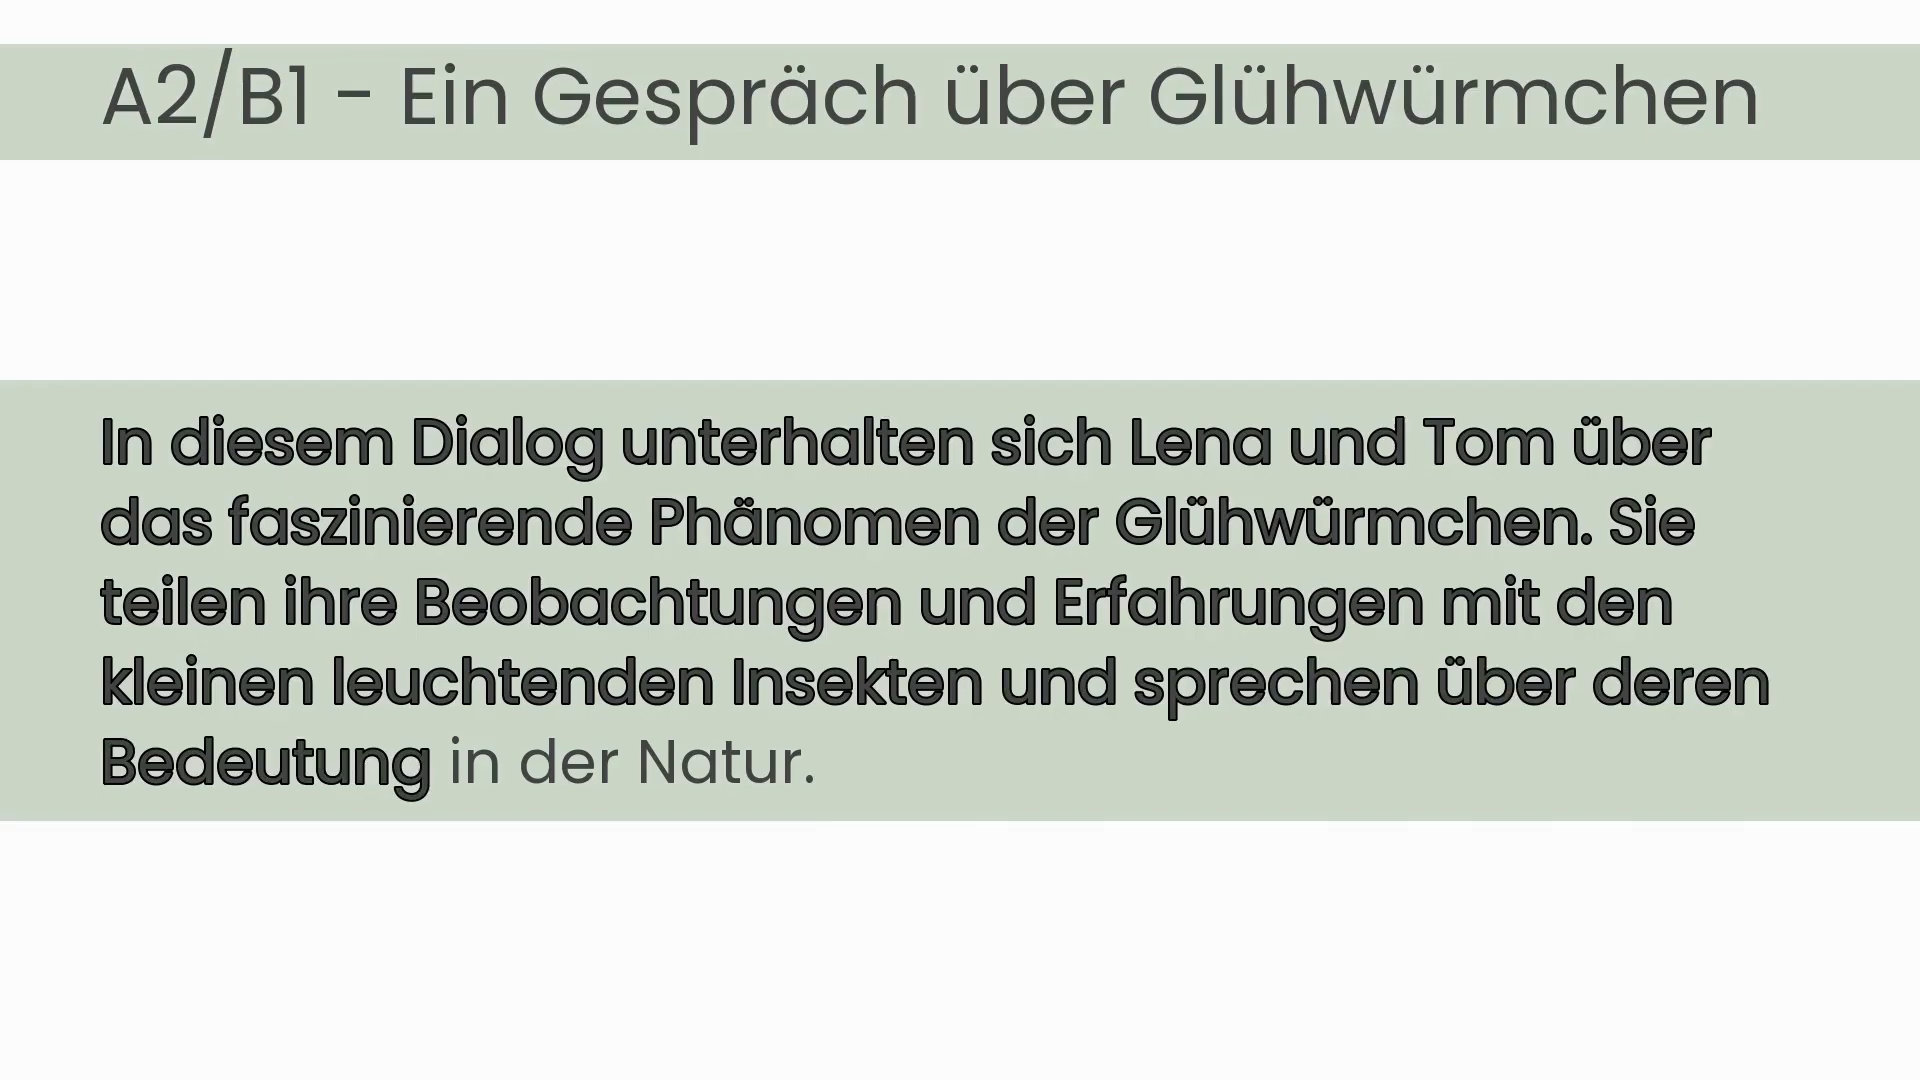 A2/B1 - Ein Gespräch über Glühwürmchen
In diesem Dialog unterhalten sich Lena und Tom über
das faszinierende Phänomen der Glühwürmchen. Sie
teilen ihre Beobachtungen und Erfahrungen mit den
kleinen leuchtenden Insekten und sprechen über deren
Bedeutung in der Natur.